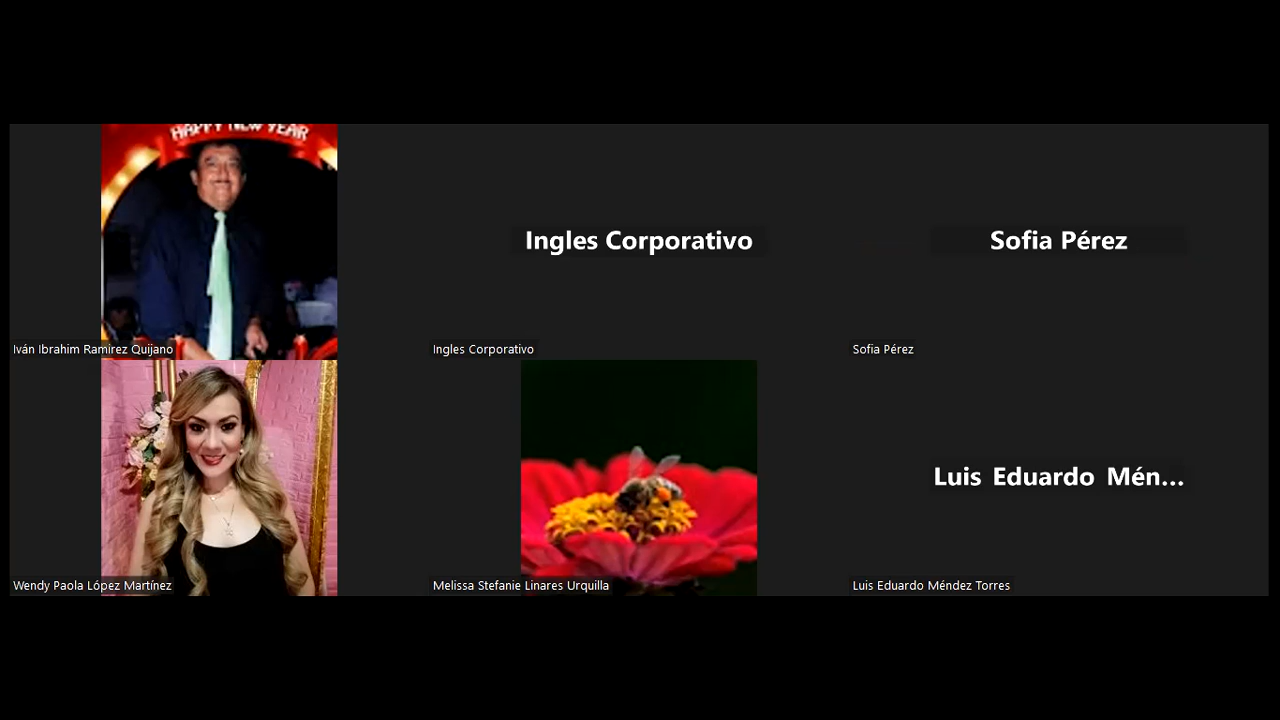 HAPPY NEW YEAR
Ingles Corporativo
Sofia Pérez
Iván Ibrahim Ramirez Quijano
Ingles Corporativo
Sofia Pérez
Luis Eduardo Mén...
Wendy Paola López Martínez
Melissa Stefanie Linares Urquilla
Luis Eduardo Méndez Torres